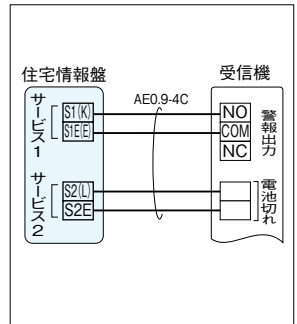 住宅情報盤
受信機
AE0.9-4C
サービス1
S1(K)
S1E(E)
NO
COM
NC
警報出力
サービス2
S2(L)
S2E
電池切れ